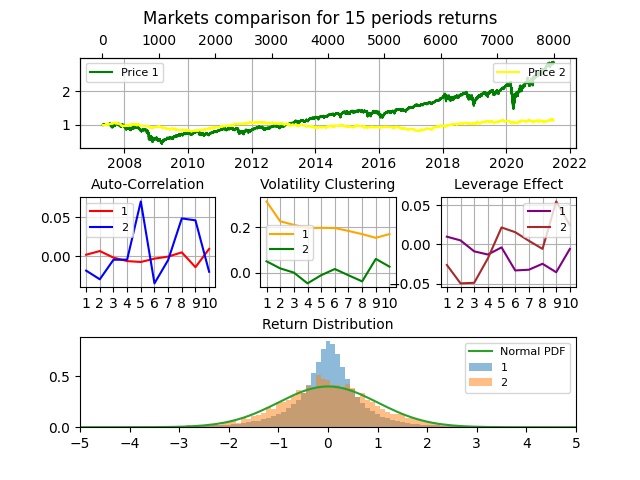 Markets comparison for 15 periods returns
0 1000 2000 3000 4000 5000 6000 7000 8000
Price 1 Price 2
2
1
2008 2010 2012 2014 2016 2018 2020 2022
Auto-Correlation Volatility Clustering Leverage Effect
0.05
0.00
1
2
1 2 3 4 5 6 7 8 9 10
0.2
0.0
1
2
1 2 3 4 5 6 7 8 9 10
0.05
0.00
−0.05
1
2
1 2 3 4 5 6 7 8 9 10
Return Distribution
0.5
0.0
Normal PDF
1
2
−5 −4 −3 −2 −1 0 1 2 3 4 5